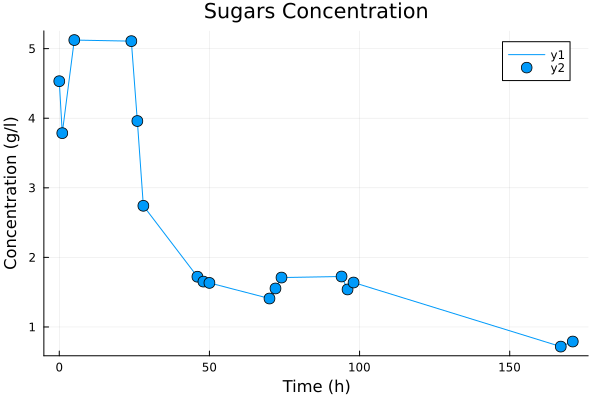 Sugars Concentration
y1
y2
5
4
3
2
1
Concentration (g/l)
0
50
100
150
Time (h)